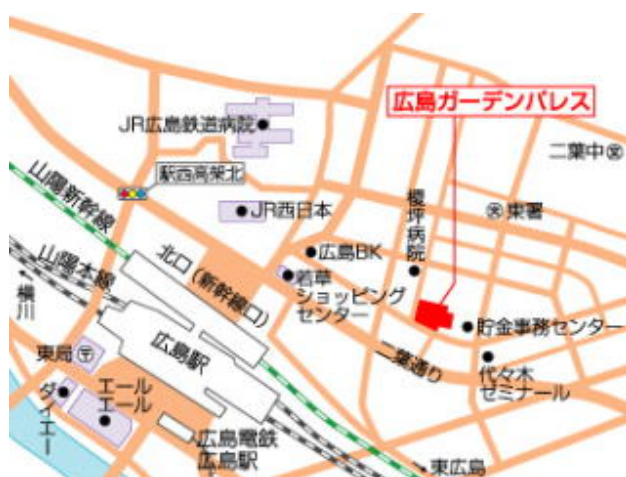 広島ガーデンパレス
JR広島鉄道病院
二葉中㊫
駅西高架北
山陽新幹線
JR西日本
榎坪病院
東署
北口（新幹線口）
広島BK
山陽本線
若草
ショッピング
センター
横川
貯金事務センター
広島駅
二葉通り
東局〒
代々木
ゼミナール
エール
エール
ダイエー
広島電鉄
広島駅
東広島